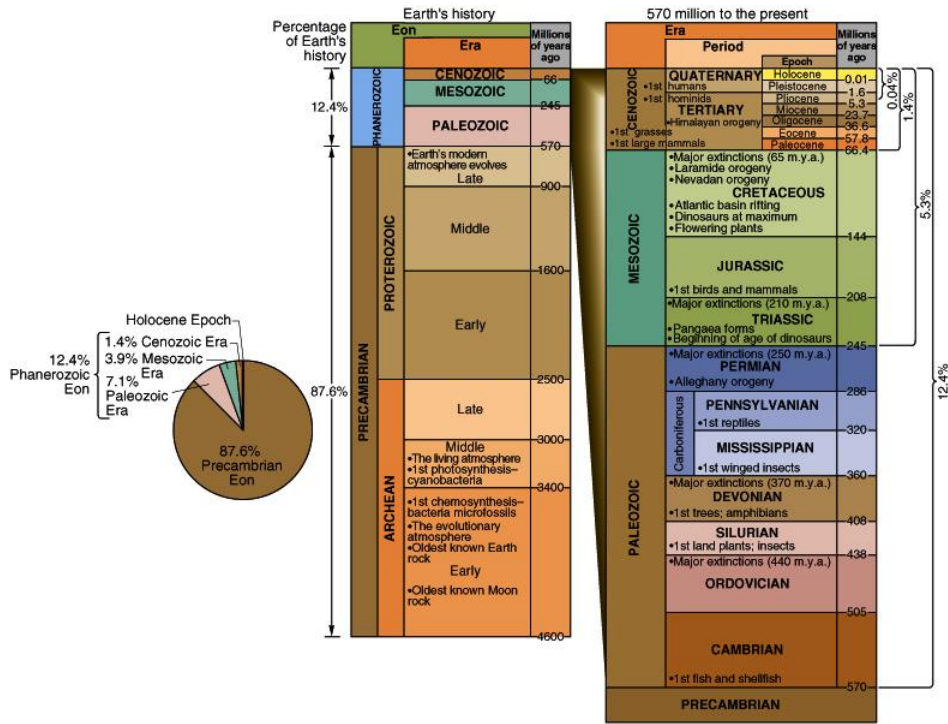 Percentage
of Earth's
history
Earth's history
Eon
Era
Millions
of years
ago
PHANEROZOIC
12.4%
CENOZOIC
66
MESOZOIC
245
PALEOZOIC
570
PRECAMBRIAN
87.6%
PROTEROZOIC
•Earth's modern
atmosphere evolves
Late
900
Middle
1600
Early
2500
ARCHEAN
Late
3000
Middle
•The living atmosphere
•1st photosynthesis–
cyanobacteria
3400
•1st chemosynthesis–
bacteria microfossils
•The evolutionary
atmosphere
•Oldest known Earth
rock
Early
•Oldest known Moon
rock
4600
Holocene Epoch
1.4% Cenozoic Era
3.9% Mesozoic
Era
7.1%
Paleozoic
Era
12.4%
Phanerozoic
Eon
87.6%
Precambrian
Eon
570 million to the present
Era
Period
Epoch
Millions
of years
ago
CENOZOIC
QUATERNARY
•1st humans
Holocene
0.01
Pleistocene
1.6
•1st hominids
TERTIARY
•Himalayan orogeny
•1st grasses
•1st large mammals
Pliocene
5.3
Miocene
23.7
Oligocene
36.6
Eocene
57.8
Paleocene
66.4
0.04%
1.4%
5.3%
12.4%
MESOZOIC
•Major extinctions (65 m.y.a.)
•Laramide orogeny
•Nevadan orogeny
CRETACEOUS
•Atlantic basin rifting
•Dinosaurs at maximum
•Flowering plants
144
JURASSIC
•1st birds and mammals
208
•Major extinctions (210 m.y.a.)
TRIASSIC
•Pangaea forms
•Beginning of age of dinosaurs
245
PALEOZOIC
•Major extinctions (250 m.y.a.)
PERMIAN
•Alleghany orogeny
286
Carboniferous
PENNSYLVANIAN
•1st reptiles
320
MISSISSIPPIAN
•1st winged insects
360
•Major extinctions (370 m.y.a.)
DEVONIAN
•1st trees; amphibians
408
SILURIAN
•1st land plants; insects
438
•Major extinctions (440 m.y.a.)
ORDOVICIAN
505
CAMBRIAN
•1st fish and shellfish
570
PRECAMBRIAN